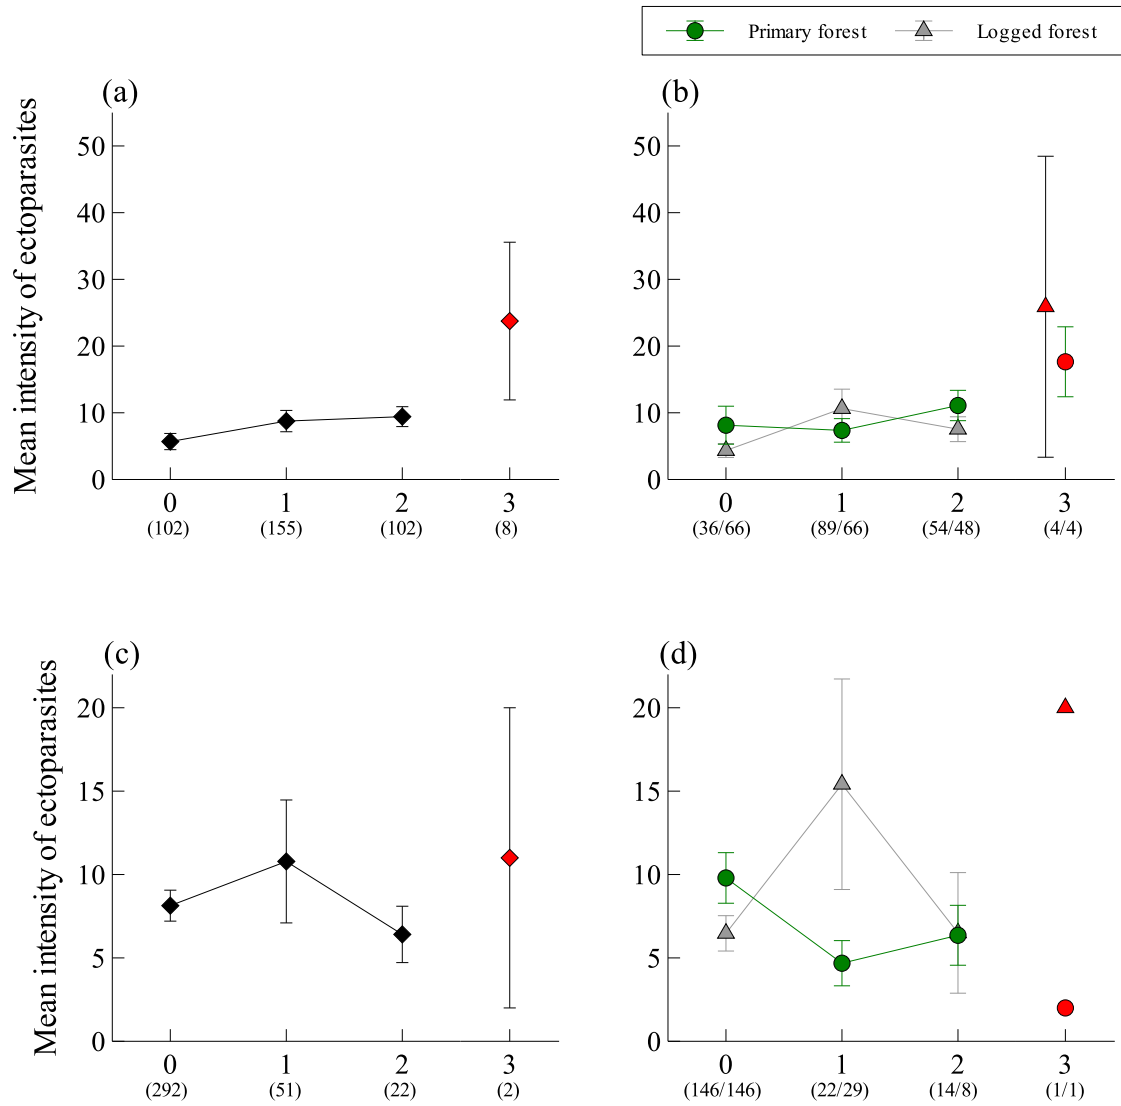 Primary forest Logged forest
(a) (b)
Mean intensity of ectoparasites
50 50
40 40
30 30
20 20
10 10
0 0
0 1 2 3 0 1 2 3
(102) (155) (102) (8) (36/66) (89/66) (54/48) (4/4)
(c) (d)
Mean intensity of ectoparasites
20 20
15 15
10 10
5 5
0 0
0 1 2 3 0 1 2 3
(292) (51) (22) (2) (146/146) (22/29) (14/8) (1/1)